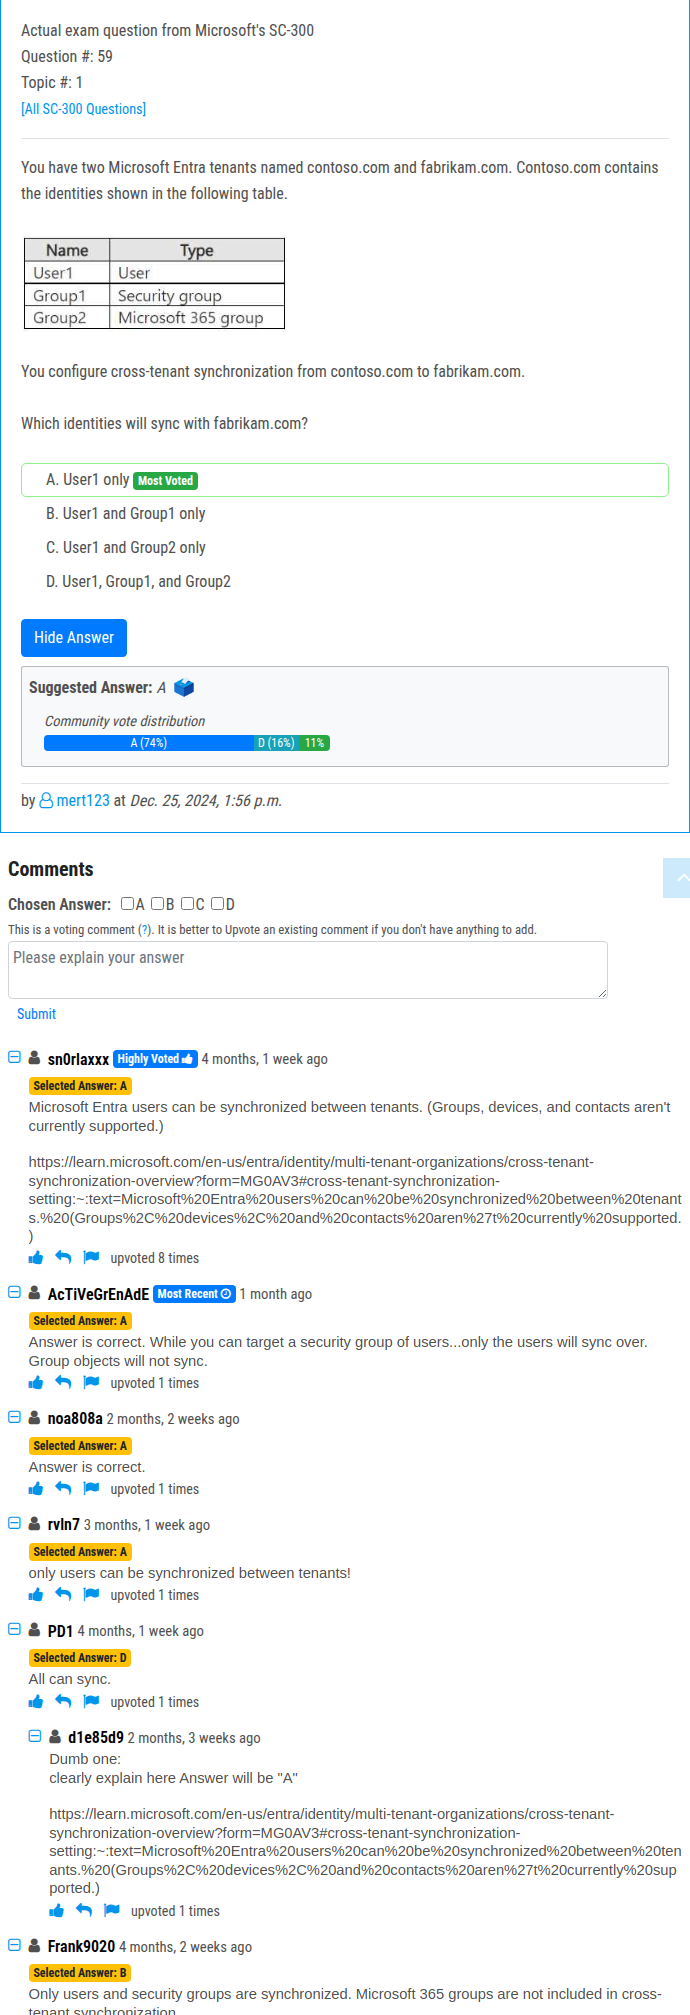 Actual exam question from Microsoft's SC-300
Question #: 59
Topic #: 1
[All SC-300 Questions]
You have two Microsoft Entra tenants named contoso.com and fabrikam.com. Contoso.com contains
the identities shown in the following table.
Name Type
User1 User
Group1 Security group
Group2 Microsoft 365 group
You configure cross-tenant synchronization from contoso.com to fabrikam.com.
Which identities will sync with fabrikam.com?
A. User1 only Most Voted
B. User1 and Group1 only
C. User1 and Group2 only
D. User1, Group1, and Group2
Hide Answer
Suggested Answer: A
Community vote distribution
A (74%) D (16%) 11%
by mert123 at Dec. 25, 2024, 1:56 p.m.
Comments
Chosen Answer: A B C D
This is a voting comment (?). It is better to Upvote an existing comment if you don't have anything to add.
Please explain your answer
Submit
sn0rlaxxx Highly Voted 4 months, 1 week ago
Selected Answer: A
Microsoft Entra users can be synchronized between tenants. (Groups, devices, and contacts aren't
currently supported.)
https://learn.microsoft.com/en-us/entra/identity/multi-tenant-organizations/cross-tenant-
synchronization-overview?form=MG0AV3#cross-tenant-synchronization-
setting:~:text=Microsoft%20Entra%20users%20can%20be%20synchronized%20between%20tenant
s.%20(Groups%2C%20devices%2C%20and%20contacts%20aren%27t%20currently%20supported.
)
upvoted 8 times
AcTiVeGrEnAdE Most Recent 1 month ago
Selected Answer: A
Answer is correct. While you can target a security group of users...only the users will sync over.
Group objects will not sync.
upvoted 1 times
noa808a 2 months, 2 weeks ago
Selected Answer: A
Answer is correct.
upvoted 1 times
rvln7 3 months, 1 week ago
Selected Answer: A
only users can be synchronized between tenants!
upvoted 1 times
PD1 4 months, 1 week ago
Selected Answer: D
All can sync.
upvoted 1 times
d1e85d9 2 months, 3 weeks ago
Dumb one:
clearly explain here Answer will be "A"
https://learn.microsoft.com/en-us/entra/identity/multi-tenant-organizations/cross-tenant-
synchronization-overview?form=MG0AV3#cross-tenant-synchronization-
setting:~:text=Microsoft%20Entra%20users%20can%20be%20synchronized%20between%20ten
ants.%20(Groups%2C%20devices%2C%20and%20contacts%20aren%27t%20currently%20sup
ported.)
upvoted 1 times
Frank9020 4 months, 2 weeks ago
Selected Answer: B
Only users and security groups are synchronized. Microsoft 365 groups are not included in cross-
tenant synchronization